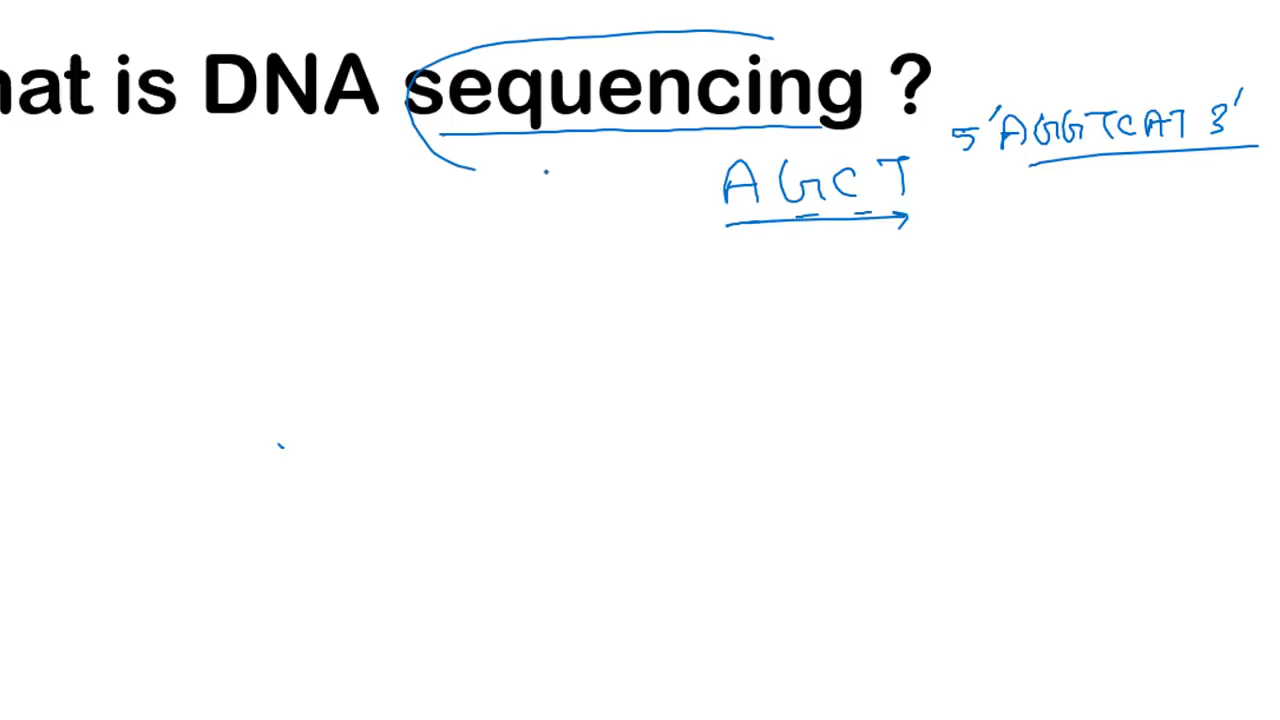 hat is DNA sequencing ?
5'AGGTCAT 3'
AGCT